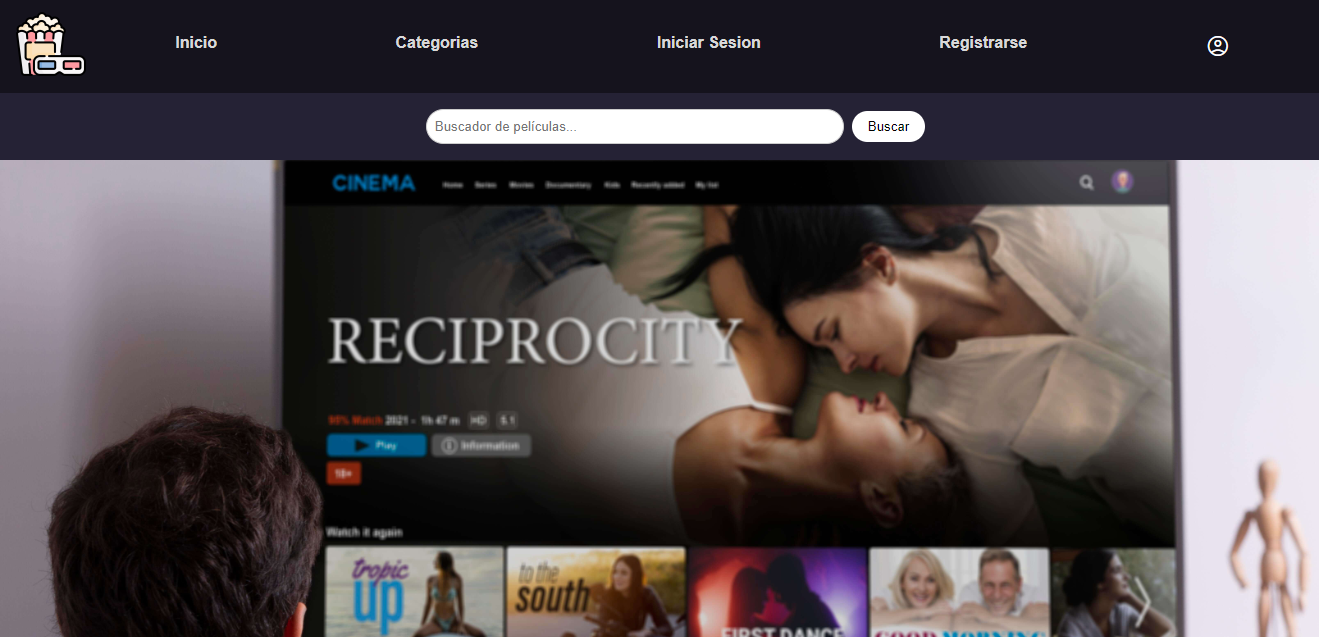 Inicio Categorias Iniciar Sesion Registrarse
Buscador de películas... Buscar
CINEMA Home Series Movies Documentary Kids Recently added My list
RECIPROCITY
98% Match 2021 - 1h 47 m HD 5.1
Play Information
18+
Watch it again
tropic UP
to the south
FIRST DANCE
GOOD MORNING